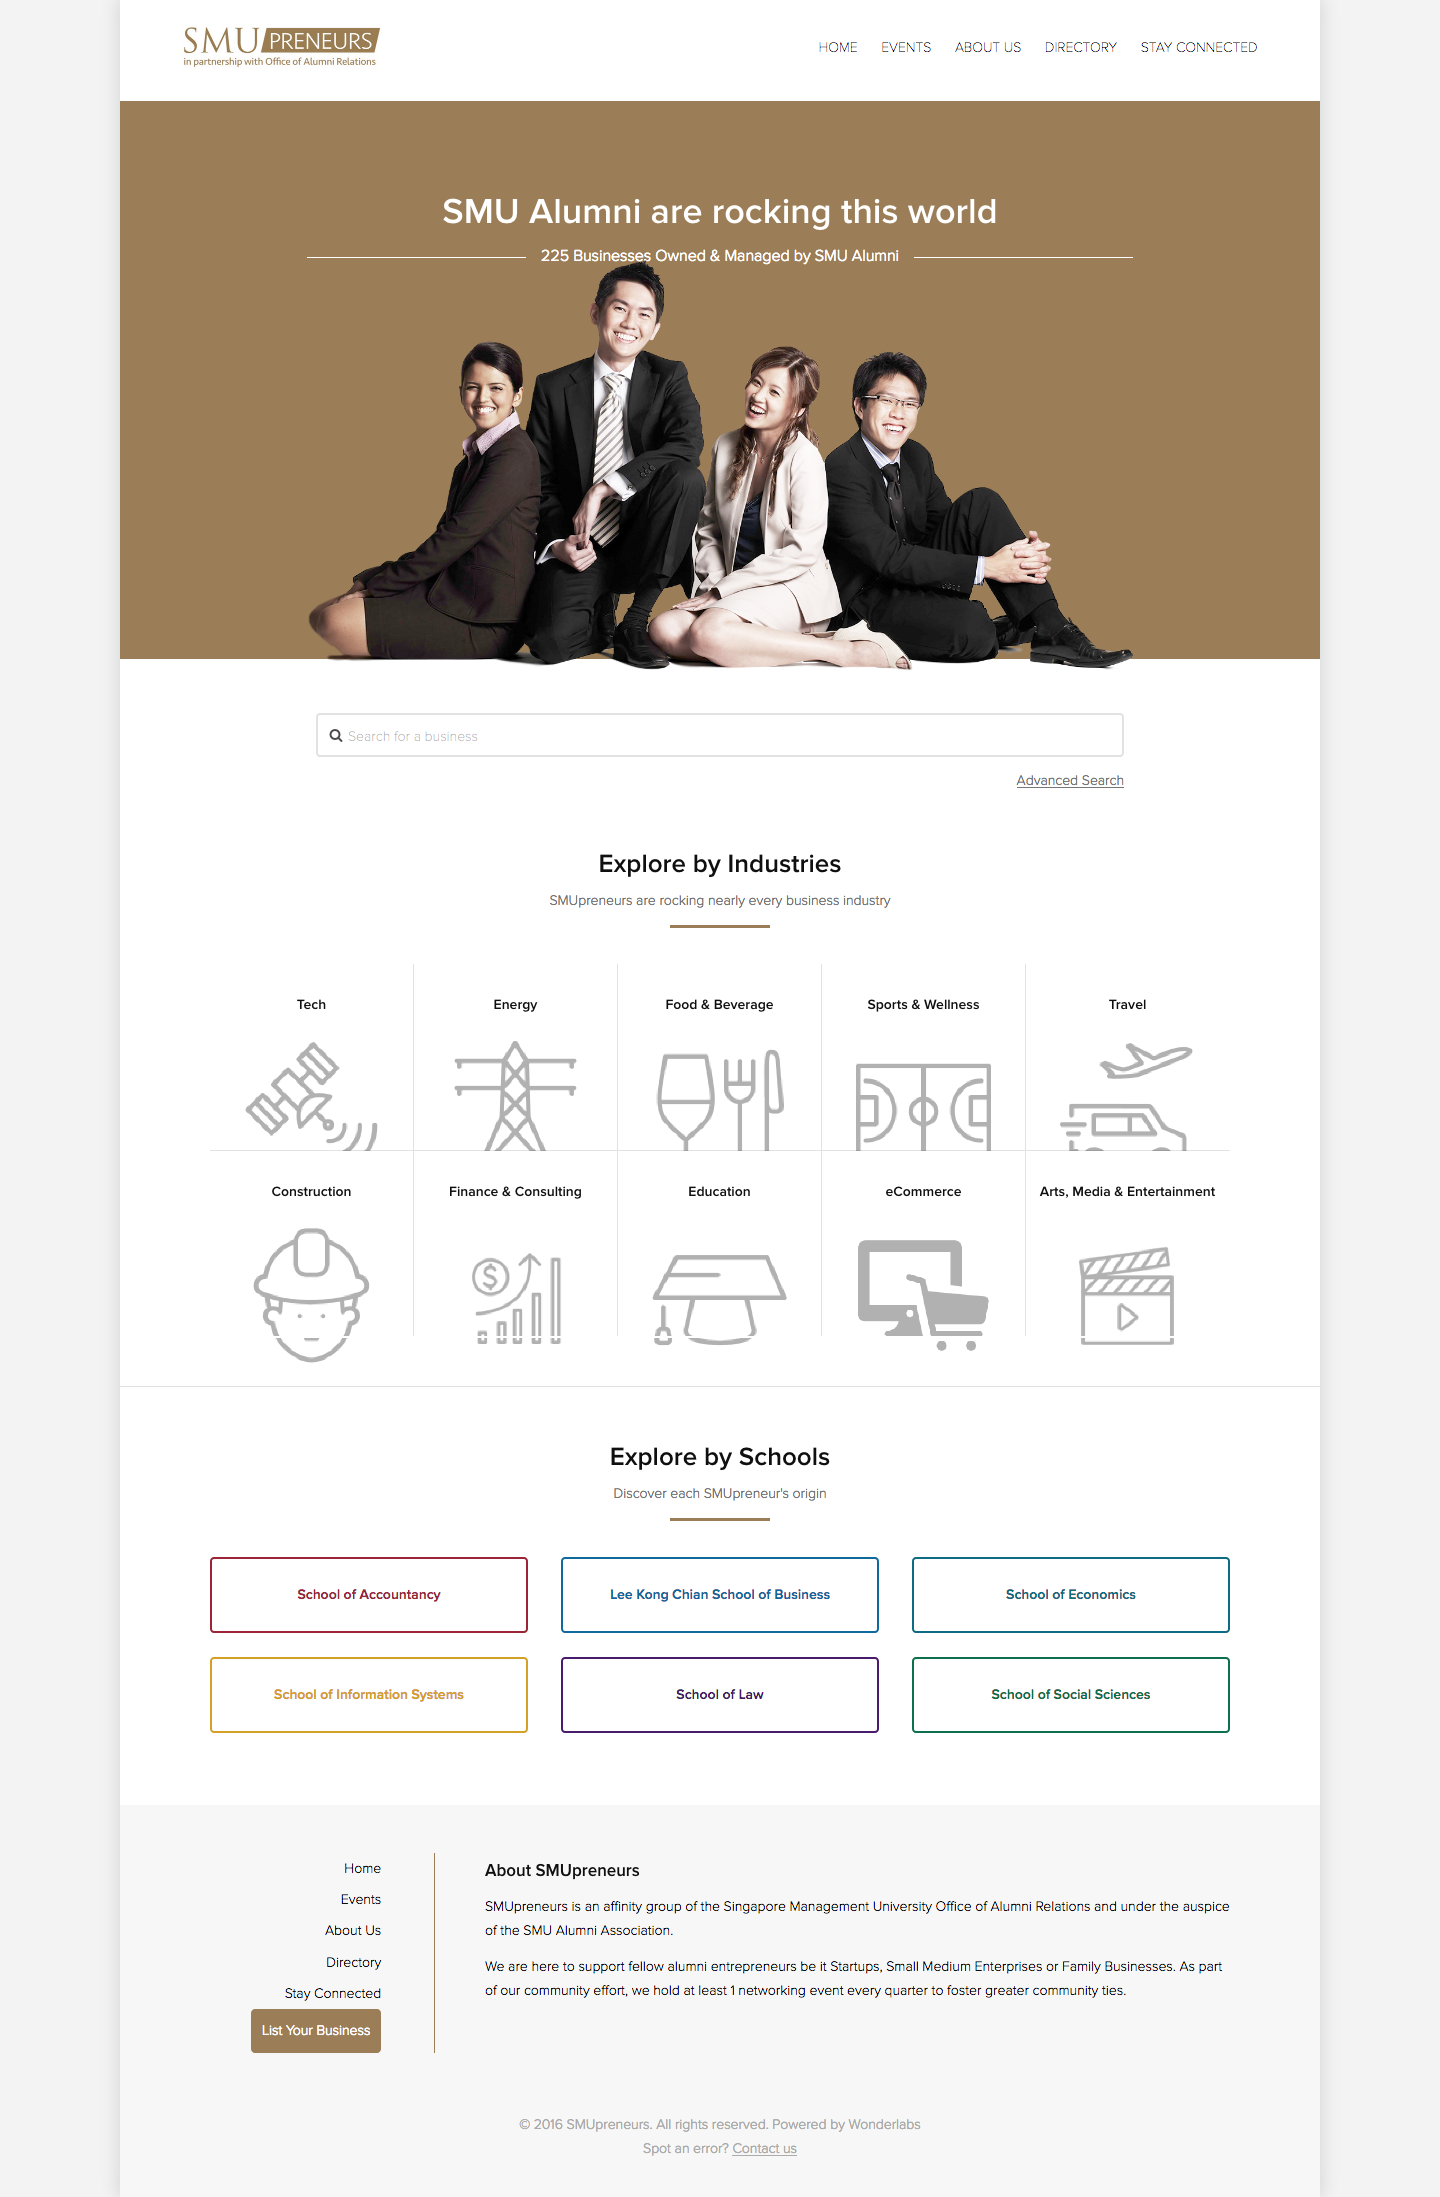 SMU PRENEURS
in partnership with Office of Alumni Relations
HOME EVENTS ABOUT US DIRECTORY STAY CONNECTED
SMU Alumni are rocking this world
225 Businesses Owned & Managed by SMU Alumni
Search for a business
Advanced Search
Explore by Industries
SMUpreneurs are rocking nearly every business industry
Tech Energy Food & Beverage Sports & Wellness Travel
Construction Finance & Consulting Education eCommerce Arts, Media & Entertainment
$
Explore by Schools
Discover each SMUpreneur's origin
School of Accountancy Lee Kong Chian School of Business School of Economics
School of Information Systems School of Law School of Social Sciences
Home
Events
About Us
Directory
Stay Connected
List Your Business
About SMUpreneurs
SMUpreneurs is an affinity group of the Singapore Management University Office of Alumni Relations and under the auspice
of the SMU Alumni Association.
We are here to support fellow alumni entrepreneurs be it Startups, Small Medium Enterprises or Family Businesses. As part
of our community effort, we hold at least 1 networking event every quarter to foster greater community ties.
© 2016 SMUpreneurs. All rights reserved. Powered by Wonderlabs
Spot an error? Contact us